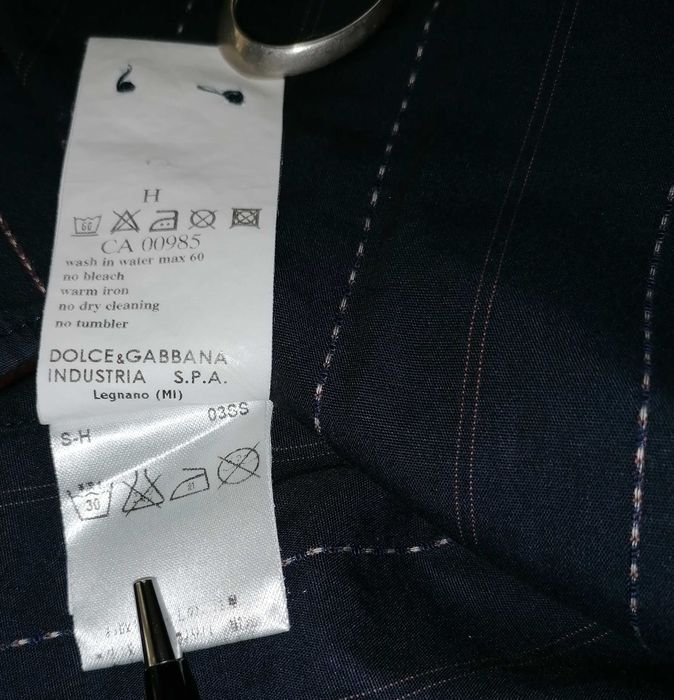 H
60
CA 00985
wash in water max 60
no bleach
warm iron
no dry cleaning
no tumbler
DOLCE&GABBANA
INDUSTRIA S.P.A.
Legnano (MI)
03SS
S-H
30